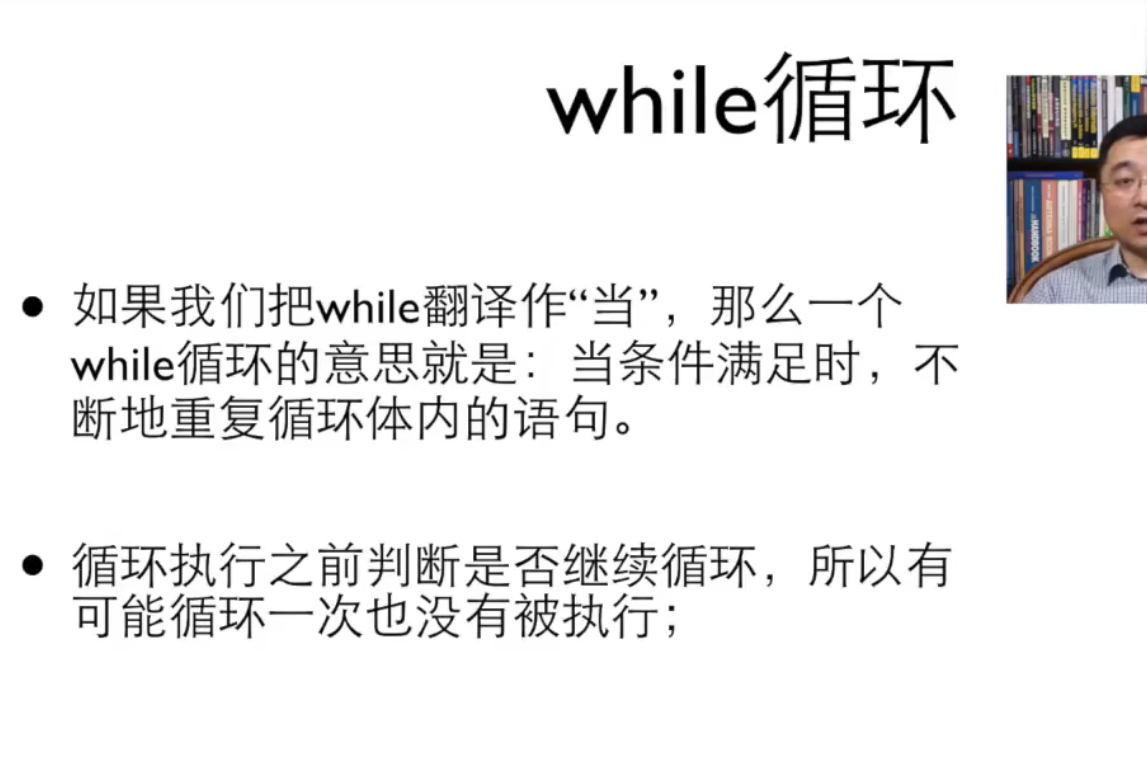 while循环
• 如果我们把while翻译作“当”，那么一个
while循环的意思就是：当条件满足时，不
断地重复循环体内的语句。
• 循环执行之前判断是否继续循环，所以有
可能循环一次也没有被执行；
HANDBOOK